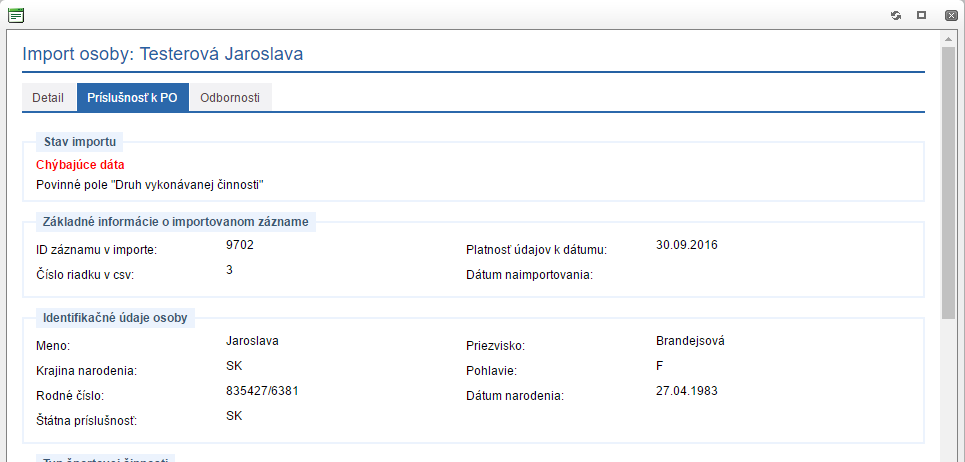 Import osoby: Testerová Jaroslava
Detail Príslušnosť k PO Odbornosti
Stav importu
Chýbajúce dáta
Povinné pole "Druh vykonávanej činnosti"
Základné informácie o importovanom zázname
ID záznamu v importe: 9702 Platnosť údajov k dátumu: 30.09.2016
Číslo riadku v csv: 3 Dátum naimportovania:
Identifikačné údaje osoby
Meno: Jaroslava Priezvisko: Brandejsová
Krajina narodenia: SK Pohlavie: F
Rodné číslo: 835427/6381 Dátum narodenia: 27.04.1983
Štátna príslušnosť: SK
Typ športovej činnosti